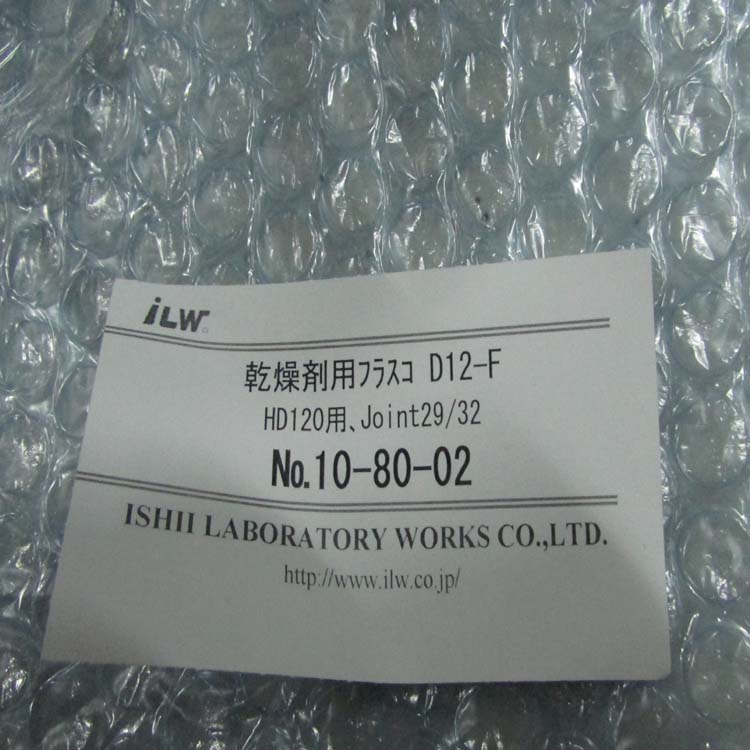 iLW
乾燥剤用ﾌﾗｽｺ D12-F
HD120用、Joint29/32
No.10-80-02
ISHII LABORATORY WORKS CO.,LTD.
http://www.ilw.co.jp/